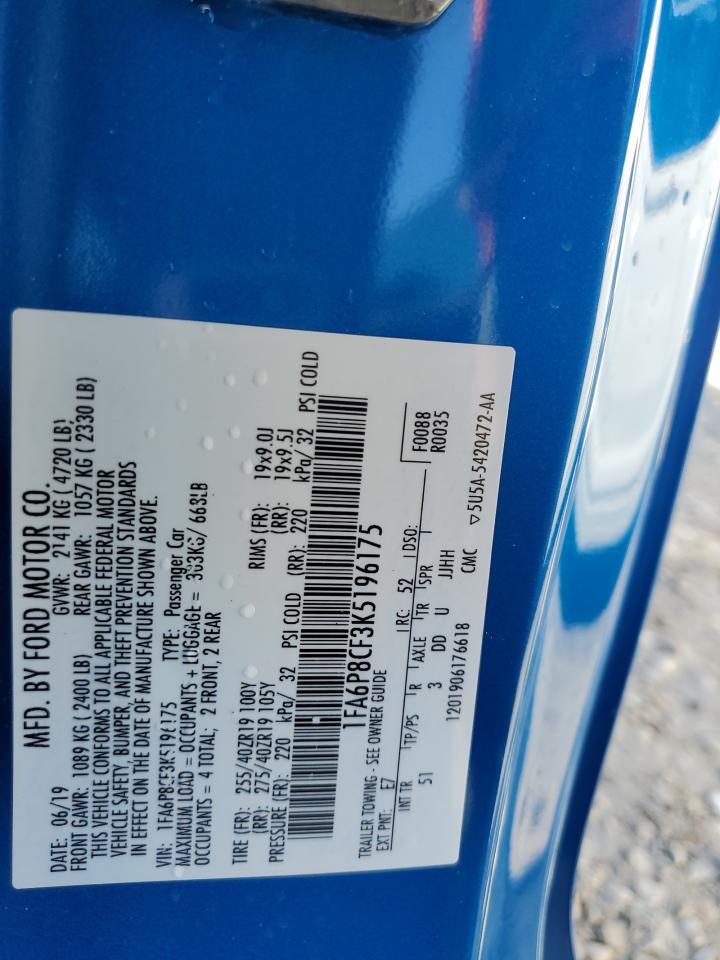 MFD. BY FORD MOTOR CO.
DATE: 06/19 GVWR: 2141 KG ( 4720 LB)
FRONT GAWR: 1089 KG ( 2400 LB) REAR GAWR: 1057 KG ( 2330 LB)
THIS VEHICLE CONFORMS TO ALL APPLICABLE FEDERAL MOTOR
VEHICLE SAFETY, BUMPER, AND THEFT PREVENTION STANDARDS
IN EFFECT ON THE DATE OF MANUFACTURE SHOWN ABOVE.
VIN: 1FA6P8CF3K5196175 TYPE: Passenger Car
MAXIMUM LOAD = OCCUPANTS + LUGGAGE = 303KG/ 668LB
OCCUPANTS = 4 TOTAL; 2 FRONT, 2 REAR
TIRE (FR): 255/40ZR19 100Y RIMS (FR): 19x9.0J
(RR): 275/40ZR19 105Y (RR): 19x9.5J
PRESSURE (FR): 220 kPa/ 32 PSI COLD (RR): 220 kPa/ 32 PSI COLD
1FA6P8CF3K5196175
TRAILER TOWING - SEE OWNER GUIDE
EXT PNT: E7 RC: 52 DSO: F0088
R0035
INT TR TP/PS R AXLE TR SPR
51 3 DD U JJHH
1201906176618 CMC ▽5U5A-5420472-AA